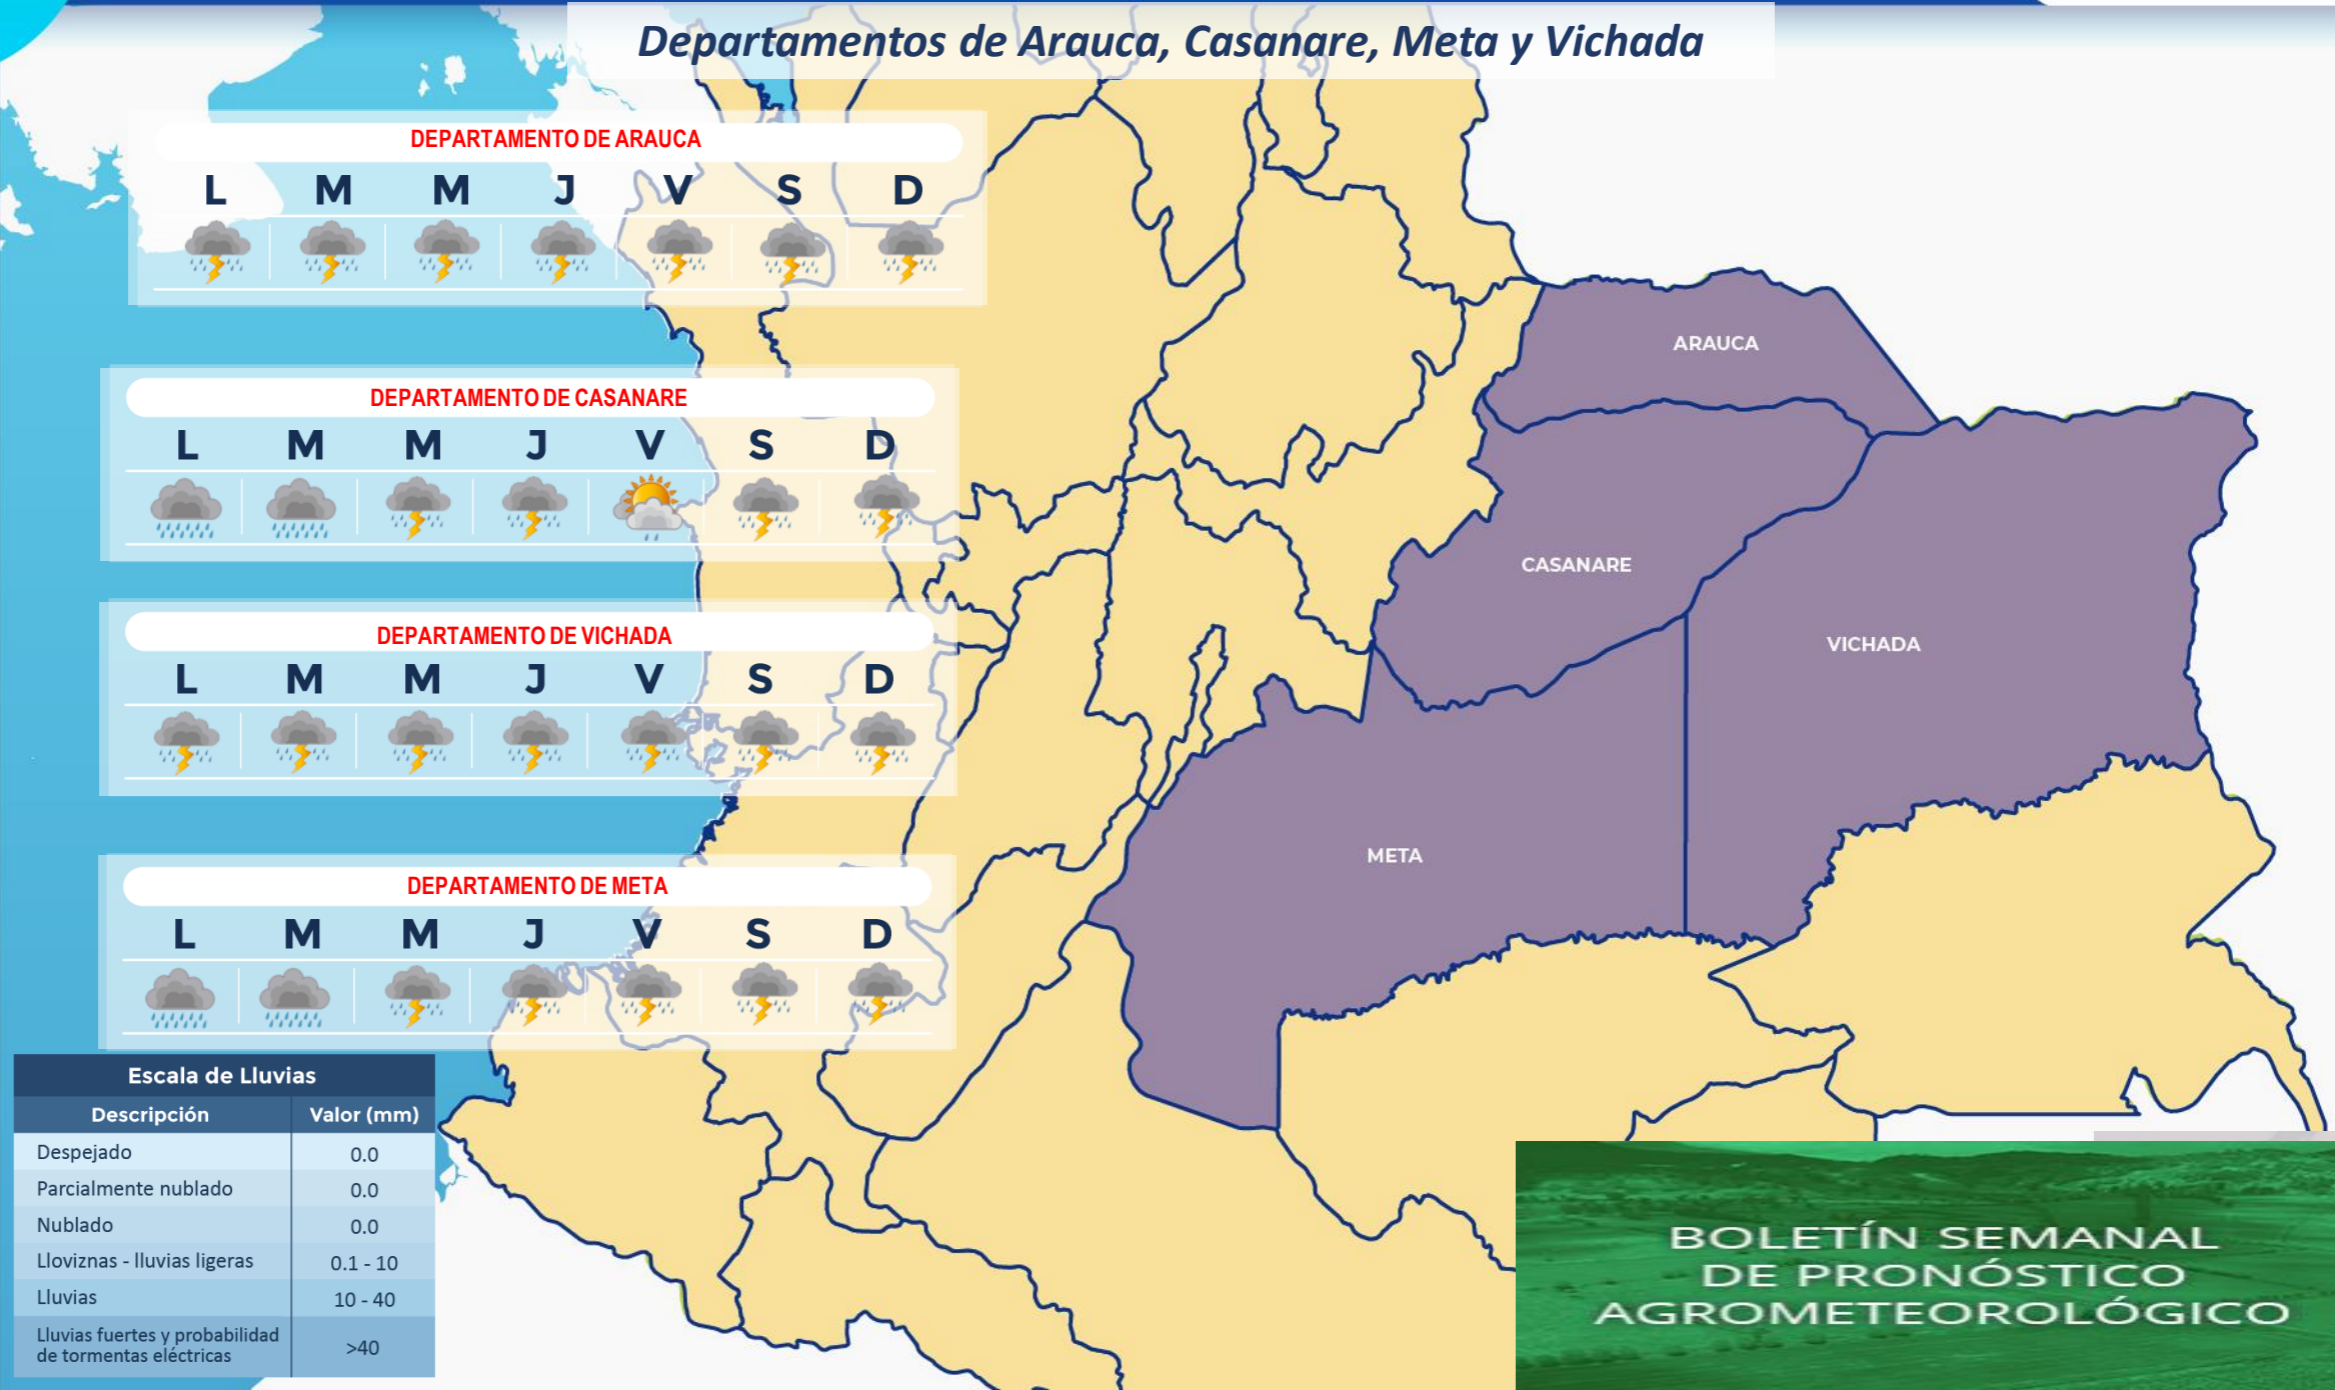 Departamentos de Arauca, Casanare, Meta y Vichada
DEPARTAMENTO DE ARAUCA
L M M J V S D
DEPARTAMENTO DE CASANARE
L M M J V S D
DEPARTAMENTO DE VICHADA
L M M J V S D
DEPARTAMENTO DE META
L M M J V S D
ARAUCA
CASANARE
VICHADA
META
Escala de Lluvias
Descripción Valor (mm)
Despejado 0.0
Parcialmente nublado 0.0
Nublado 0.0
Lloviznas - lluvias ligeras 0.1 - 10
Lluvias 10 - 40
Lluvias fuertes y probabilidad
de tormentas eléctricas >40
BOLETÍN SEMANAL
DE PRONÓSTICO
AGROMETEOROLÓGICO